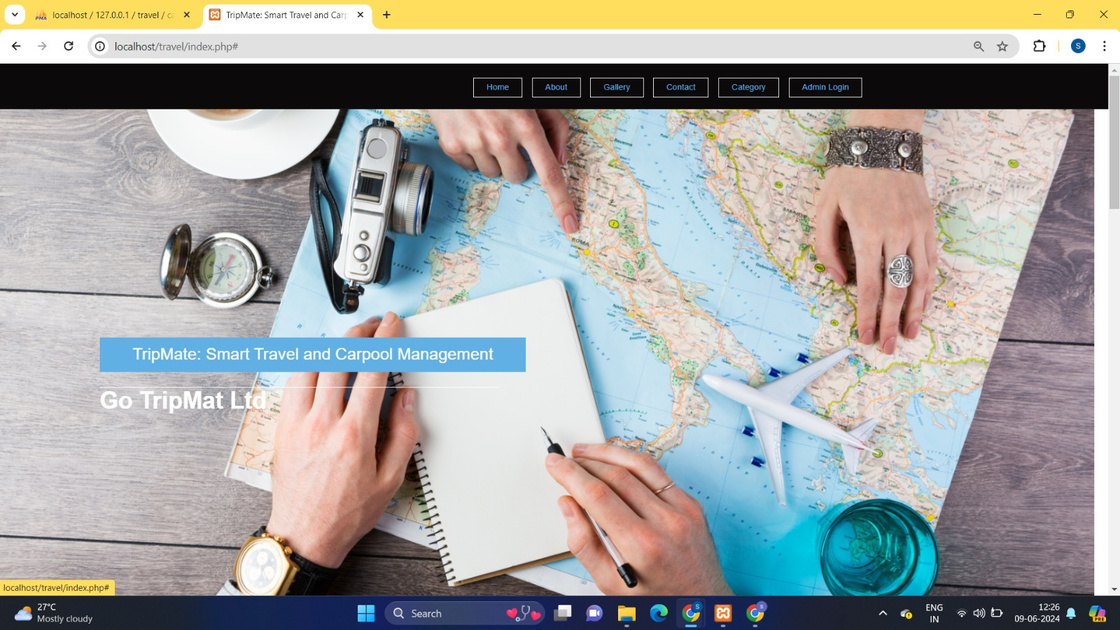 localhost / 127.0.0.1 / travel / c
TripMate: Smart Travel and Carp
localhost/travel/index.php#
S
Home
About
Gallery
Contact
Category
Admin Login
TripMate: Smart Travel and Carpool Management
Go TripMat Ltd
localhost/travel/index.php#
27°C
Mostly cloudy
Search
ENG
IN
12:26
09-06-2024